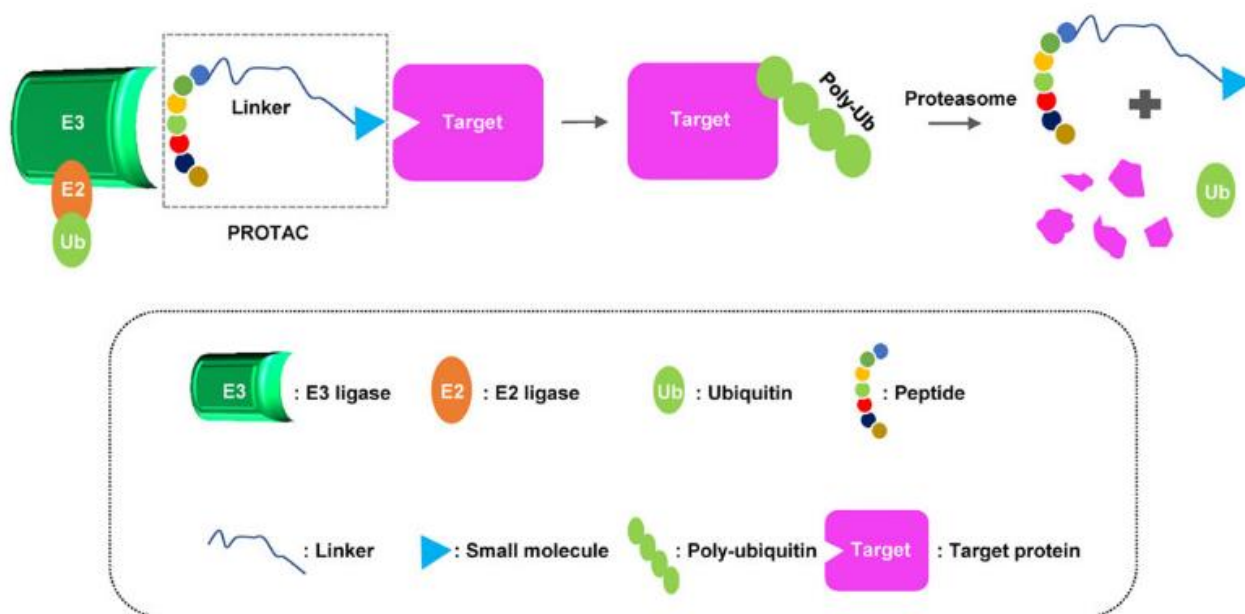 E3
E2
Ub
Linker
PROTAC
Target
Target
Poly-Ub
Proteasome
Ub
E3 : E3 ligase
E2 : E2 ligase
Ub : Ubiquitin
: Peptide
: Linker
: Small molecule
: Poly-ubiquitin
Target : Target protein